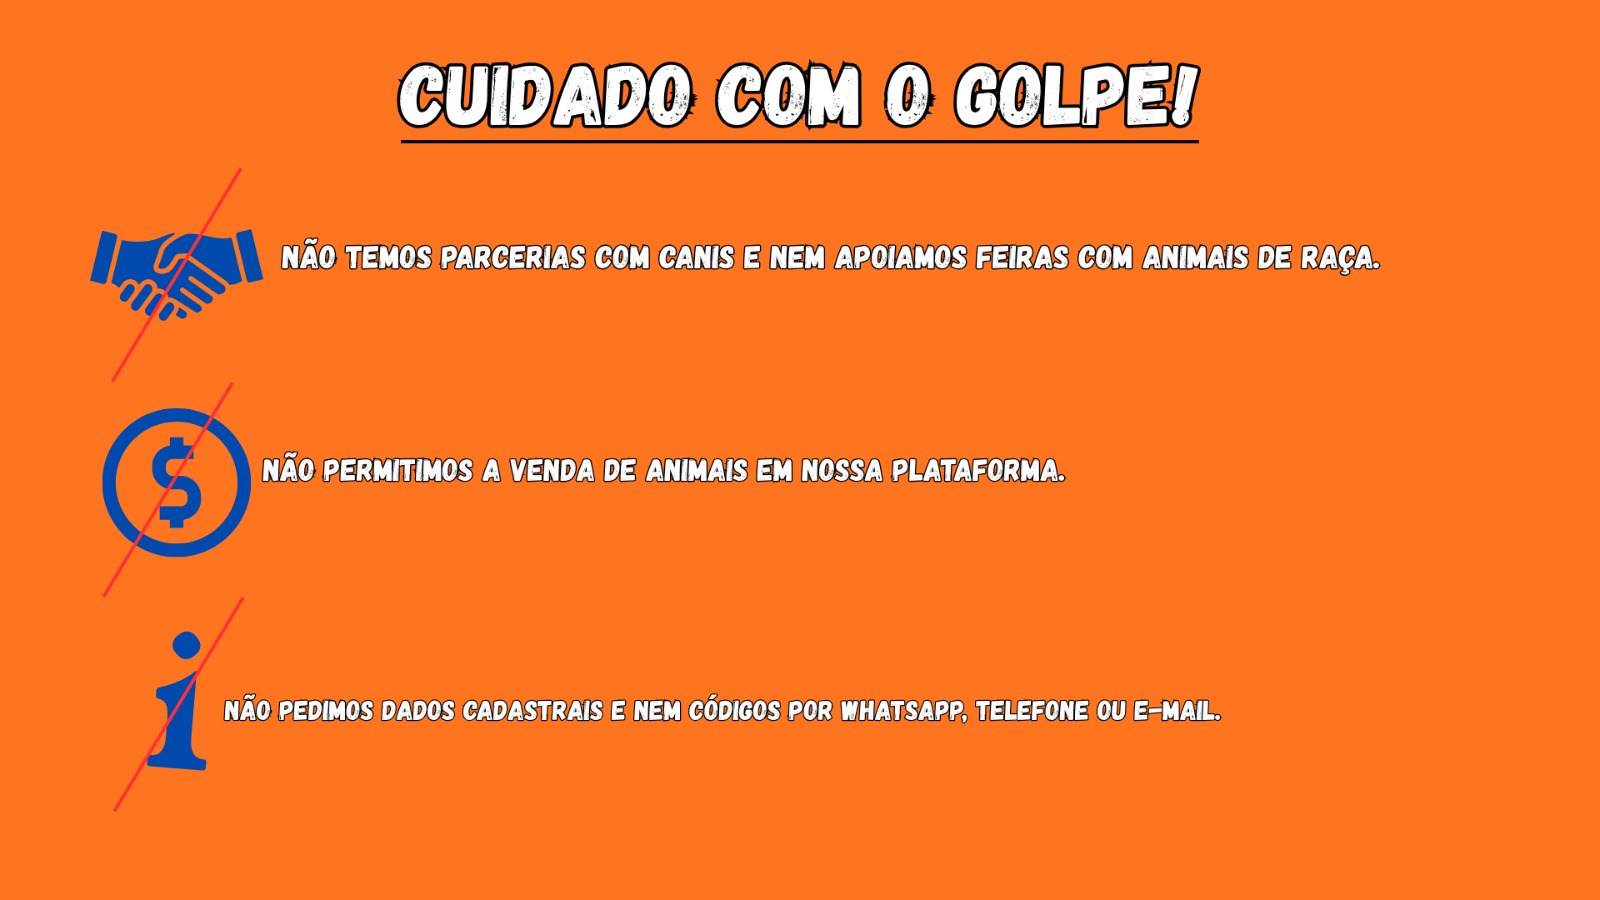 CUIDADO COM O GOLPE!
NÃO TEMOS PARCERIAS COM CANIS E NEM APOIAMOS FEIRAS COM ANIMAIS DE RAÇA.
$
NÃO PERMITIMOS A VENDA DE ANIMAIS EM NOSSA PLATAFORMA.
i
NÃO PEDIMOS DADOS CADASTRAIS E NEM CÓDIGOS POR WHATSAPP, TELEFONE OU E-MAIL.